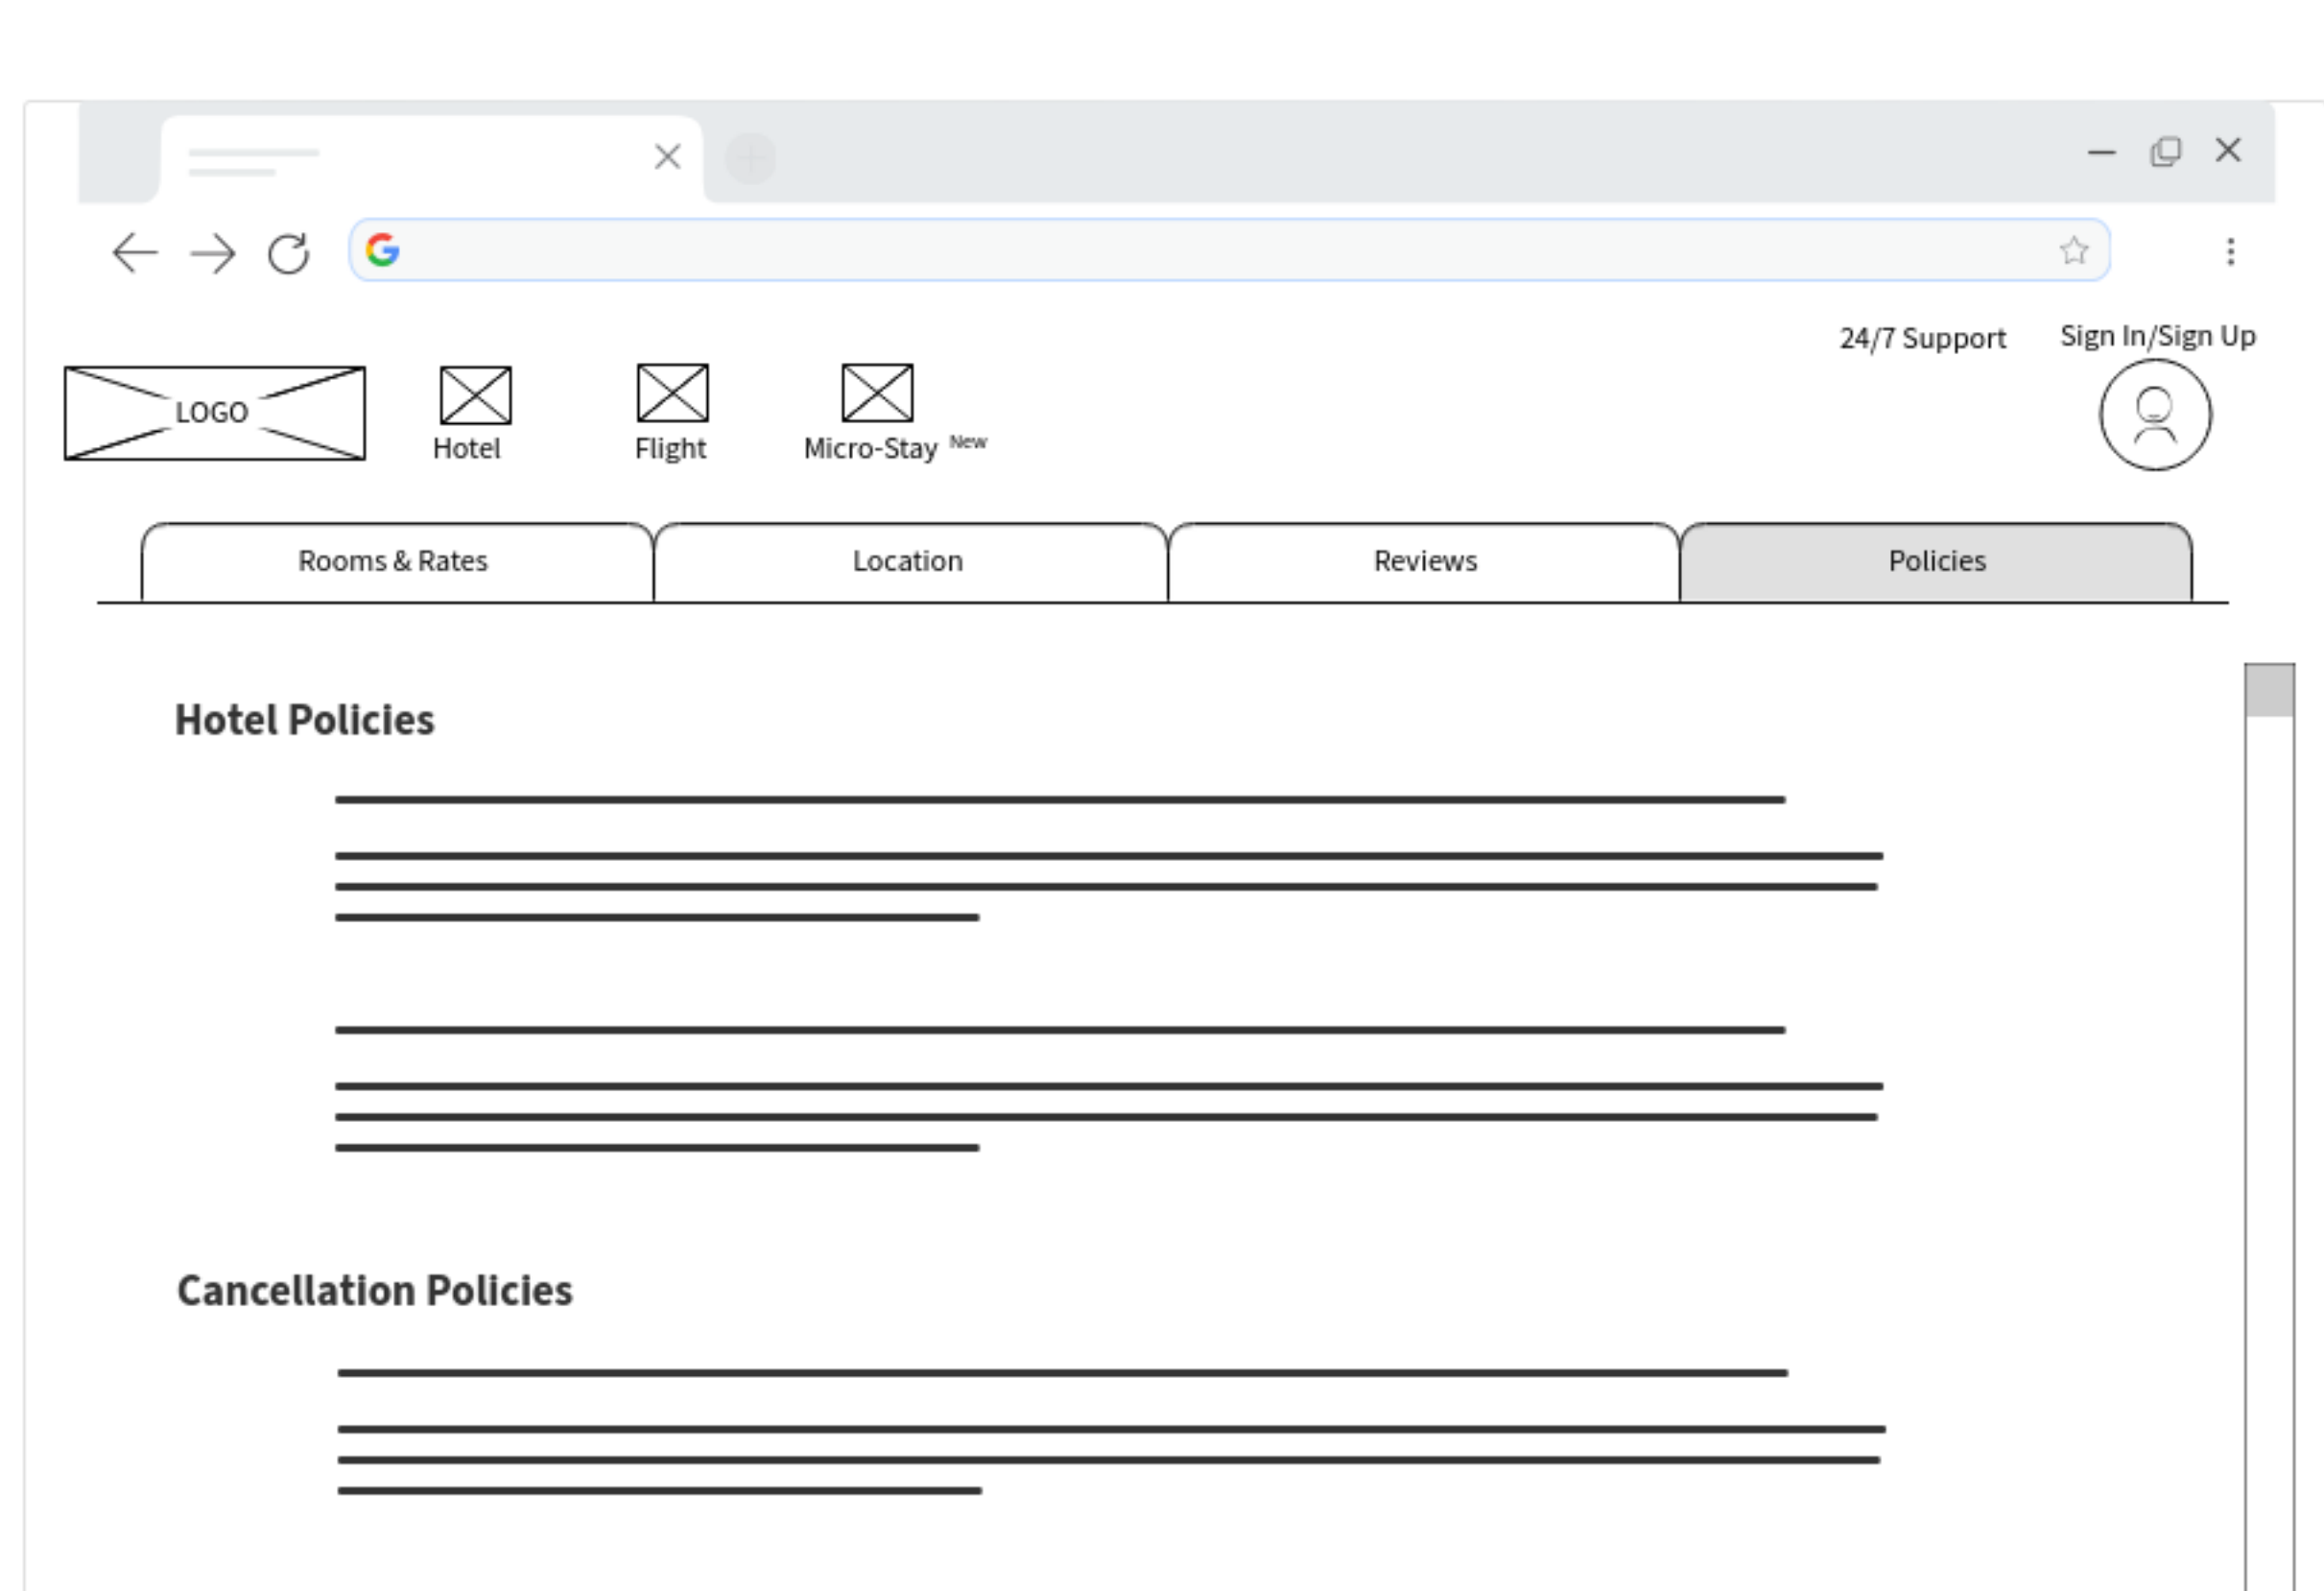 24/7 Support
Sign In/Sign Up
LOGO
Hotel
Flight
Micro-Stay New
Rooms & Rates
Location
Reviews
Policies
Hotel Policies
Cancellation Policies